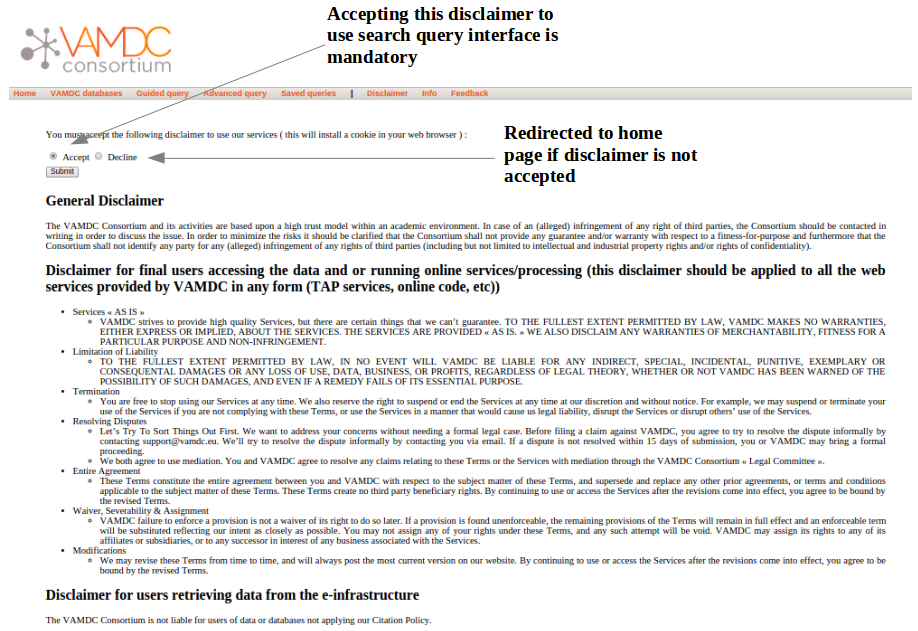 Accepting this disclaimer to
use search query interface is
mandatory
VAMDC
consortium
Home VAMDC databases Guided query Advanced query Saved queries | Disclaimer Info Feedback
You must accept the following disclaimer to use our services ( this will install a cookie in your web browser ) :
Accept Decline
Submit
Redirected to home
page if disclaimer is not
accepted
General Disclaimer
The VAMDC Consortium and its activities are based upon a high trust model within an academic environment. In case of an (alleged) infringement of any right of third parties, the Consortium should be contacted in
writing in order to discuss the issue. In order to minimize the risks it should be clarified that the Consortium shall not provide any guarantee and/or warranty with respect to a fitness-for-purpose and furthermore that the
Consortium shall not identify any party for any (alleged) infringement of any rights of third parties (including but not limited to intellectual and industrial property rights and/or rights of confidentiality).
Disclaimer for final users accessing the data and or running online services/processing (this disclaimer should be applied to all the web
services provided by VAMDC in any form (TAP services, online code, etc))
• Services « AS IS »
∘ VAMDC strives to provide high quality Services, but there are certain things that we can't guarantee. TO THE FULLEST EXTENT PERMITTED BY LAW, VAMDC MAKES NO WARRANTIES,
EITHER EXPRESS OR IMPLIED, ABOUT THE SERVICES. THE SERVICES ARE PROVIDED « AS IS. » WE ALSO DISCLAIM ANY WARRANTIES OF MERCHANTABILITY, FITNESS FOR A
PARTICULAR PURPOSE AND NON-INFRINGEMENT.
• Limitation of Liability
∘ TO THE FULLEST EXTENT PERMITTED BY LAW, IN NO EVENT WILL VAMDC BE LIABLE FOR ANY INDIRECT, SPECIAL, INCIDENTAL, PUNITIVE, EXEMPLARY OR
CONSEQUENTAL DAMAGES OR ANY LOSS OF USE, DATA, BUSINESS, OR PROFITS, REGARDLESS OF LEGAL THEORY, WHETHER OR NOT VAMDC HAS BEEN WARNED OF THE
POSSIBILITY OF SUCH DAMAGES, AND EVEN IF A REMEDY FAILS OF ITS ESSENTIAL PURPOSE.
• Termination
∘ You are free to stop using our Services at any time. We also reserve the right to suspend or end the Services at any time at our discretion and without notice. For example, we may suspend or terminate your
use of the Services if you are not complying with these Terms, or use the Services in a manner that would cause us legal liability, disrupt the Services or disrupt others' use of the Services.
• Resolving Disputes
∘ Let's Try To Sort Things Out First. We want to address your concerns without needing a formal legal case. Before filing a claim against VAMDC, you agree to try to resolve the dispute informally by
contacting support@vamdc.eu. We'll try to resolve the dispute informally by contacting you via email. If a dispute is not resolved within 15 days of submission, you or VAMDC may bring a formal
proceeding.
∘ We both agree to use mediation. You and VAMDC agree to resolve any claims relating to these Terms or the Services with mediation through the VAMDC Consortium « Legal Committee ».
• Entire Agreement
∘ These Terms constitute the entire agreement between you and VAMDC with respect to the subject matter of these Terms, and supersede and replace any other prior agreements, or terms and conditions
applicable to the subject matter of these Terms. These Terms create no third party beneficiary rights. By continuing to use or access the Services after the revisions come into effect, you agree to be bound by
the revised Terms.
• Waiver, Severability & Assignment
∘ VAMDC failure to enforce a provision is not a waiver of its right to do so later. If a provision is found unenforceable, the remaining provisions of the Terms will remain in full effect and an enforceable term
will be substituted reflecting our intent as closely as possible. You may not assign any of your rights under these Terms, and any such attempt will be void. VAMDC may assign its rights to any of its
affiliates or subsidiaries, or to any successor in interest of any business associated with the Services.
• Modifications
∘ We may revise these Terms from time to time, and will always post the most current version on our website. By continuing to use or access the Services after the revisions come into effect, you agree to be
bound by the revised Terms.
Disclaimer for users retrieving data from the e-infrastructure
The VAMDC Consortium is not liable for users of data or databases not applying our Citation Policy.